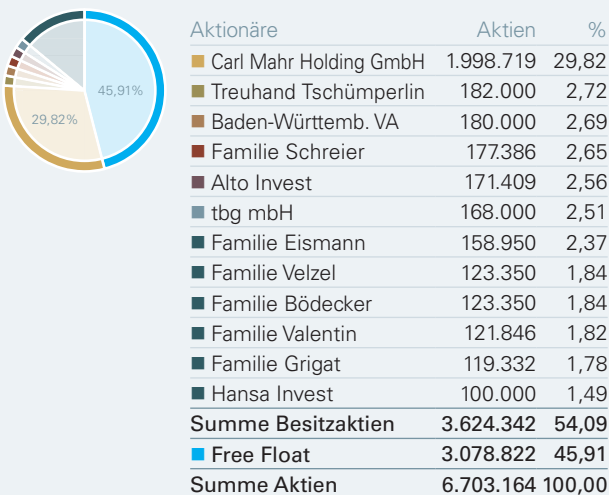 45,91%
29,82%
Aktionäre Aktien %
Carl Mahr Holding GmbH 1.998.719 29,82
Treuhand Tschümperlin 182.000 2,72
Baden-Württemb. VA 180.000 2,69
Familie Schreier 177.386 2,65
Alto Invest 171.409 2,56
tbg mbH 168.000 2,51
Familie Eismann 158.950 2,37
Familie Velzel 123.350 1,84
Familie Bödecker 123.350 1,84
Familie Valentin 121.846 1,82
Familie Grigat 119.332 1,78
Hansa Invest 100.000 1,49
Summe Besitzaktien 3.624.342 54,09
Free Float 3.078.822 45,91
Summe Aktien 6.703.164 100,00